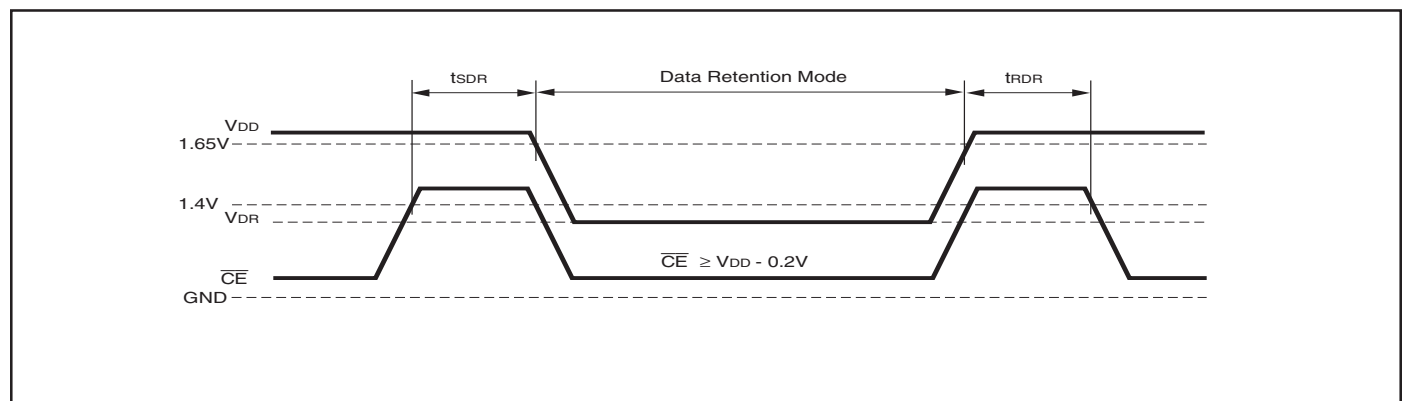 tSDR
Data Retention Mode
tRDR
VDD
1.65V
1.4V
VDR
CE ≥ VDD - 0.2V
CE
GND